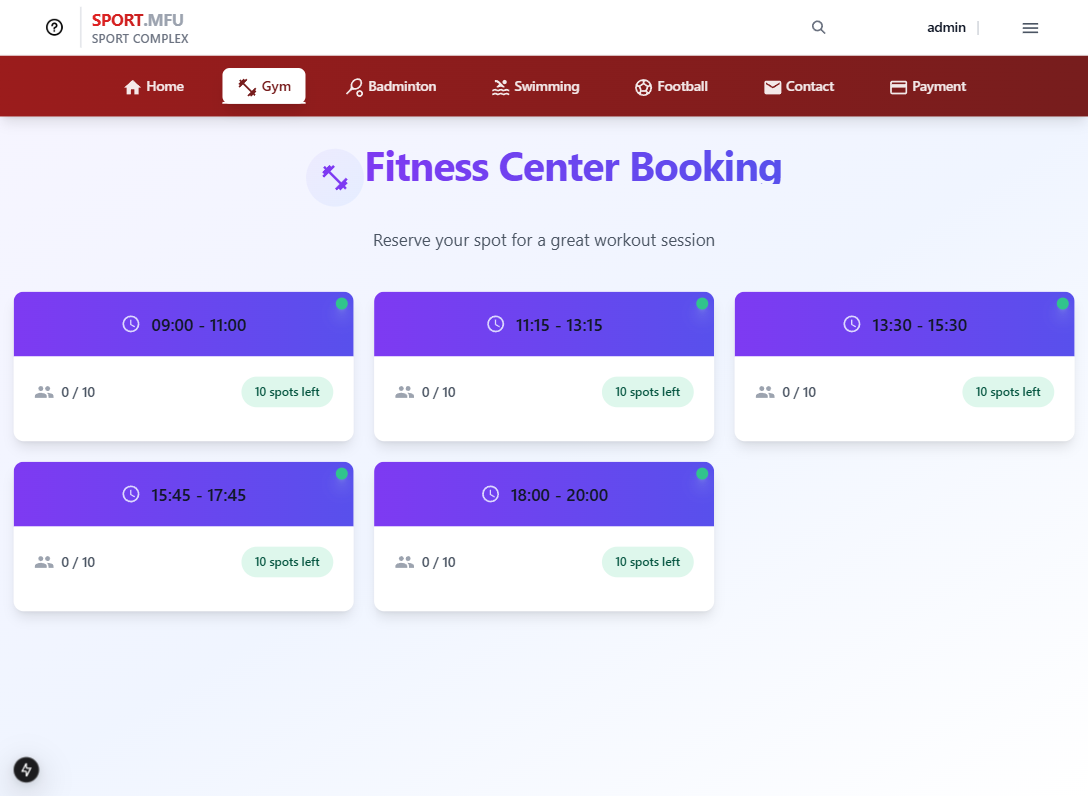 SPORT.MFU
SPORT COMPLEX
admin
Home
Gym
Badminton
Swimming
Football
Contact
Payment
Fitness Center Booking
Reserve your spot for a great workout session
09:00 - 11:00
0 / 10
10 spots left
11:15 - 13:15
0 / 10
10 spots left
13:30 - 15:30
0 / 10
10 spots left
15:45 - 17:45
0 / 10
10 spots left
18:00 - 20:00
0 / 10
10 spots left